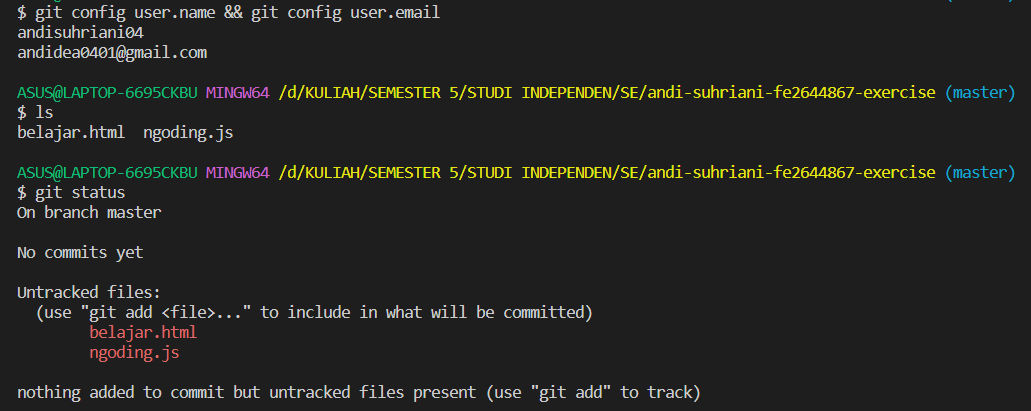 $ git config user.name && git config user.email
andisuhriani04
andidea0401@gmail.com
ASUS@LAPTOP-6695CKBU MINGW64 /d/KULIAH/SEMESTER 5/STUDI INDEPENDEN/SE/andi-suhriani-fe2644867-exercise (master)
$ ls
belajar.html  ngoding.js
ASUS@LAPTOP-6695CKBU MINGW64 /d/KULIAH/SEMESTER 5/STUDI INDEPENDEN/SE/andi-suhriani-fe2644867-exercise (master)
$ git status
On branch master
No commits yet
Untracked files:
  (use "git add <file>..." to include in what will be committed)
        belajar.html
        ngoding.js
nothing added to commit but untracked files present (use "git add" to track)